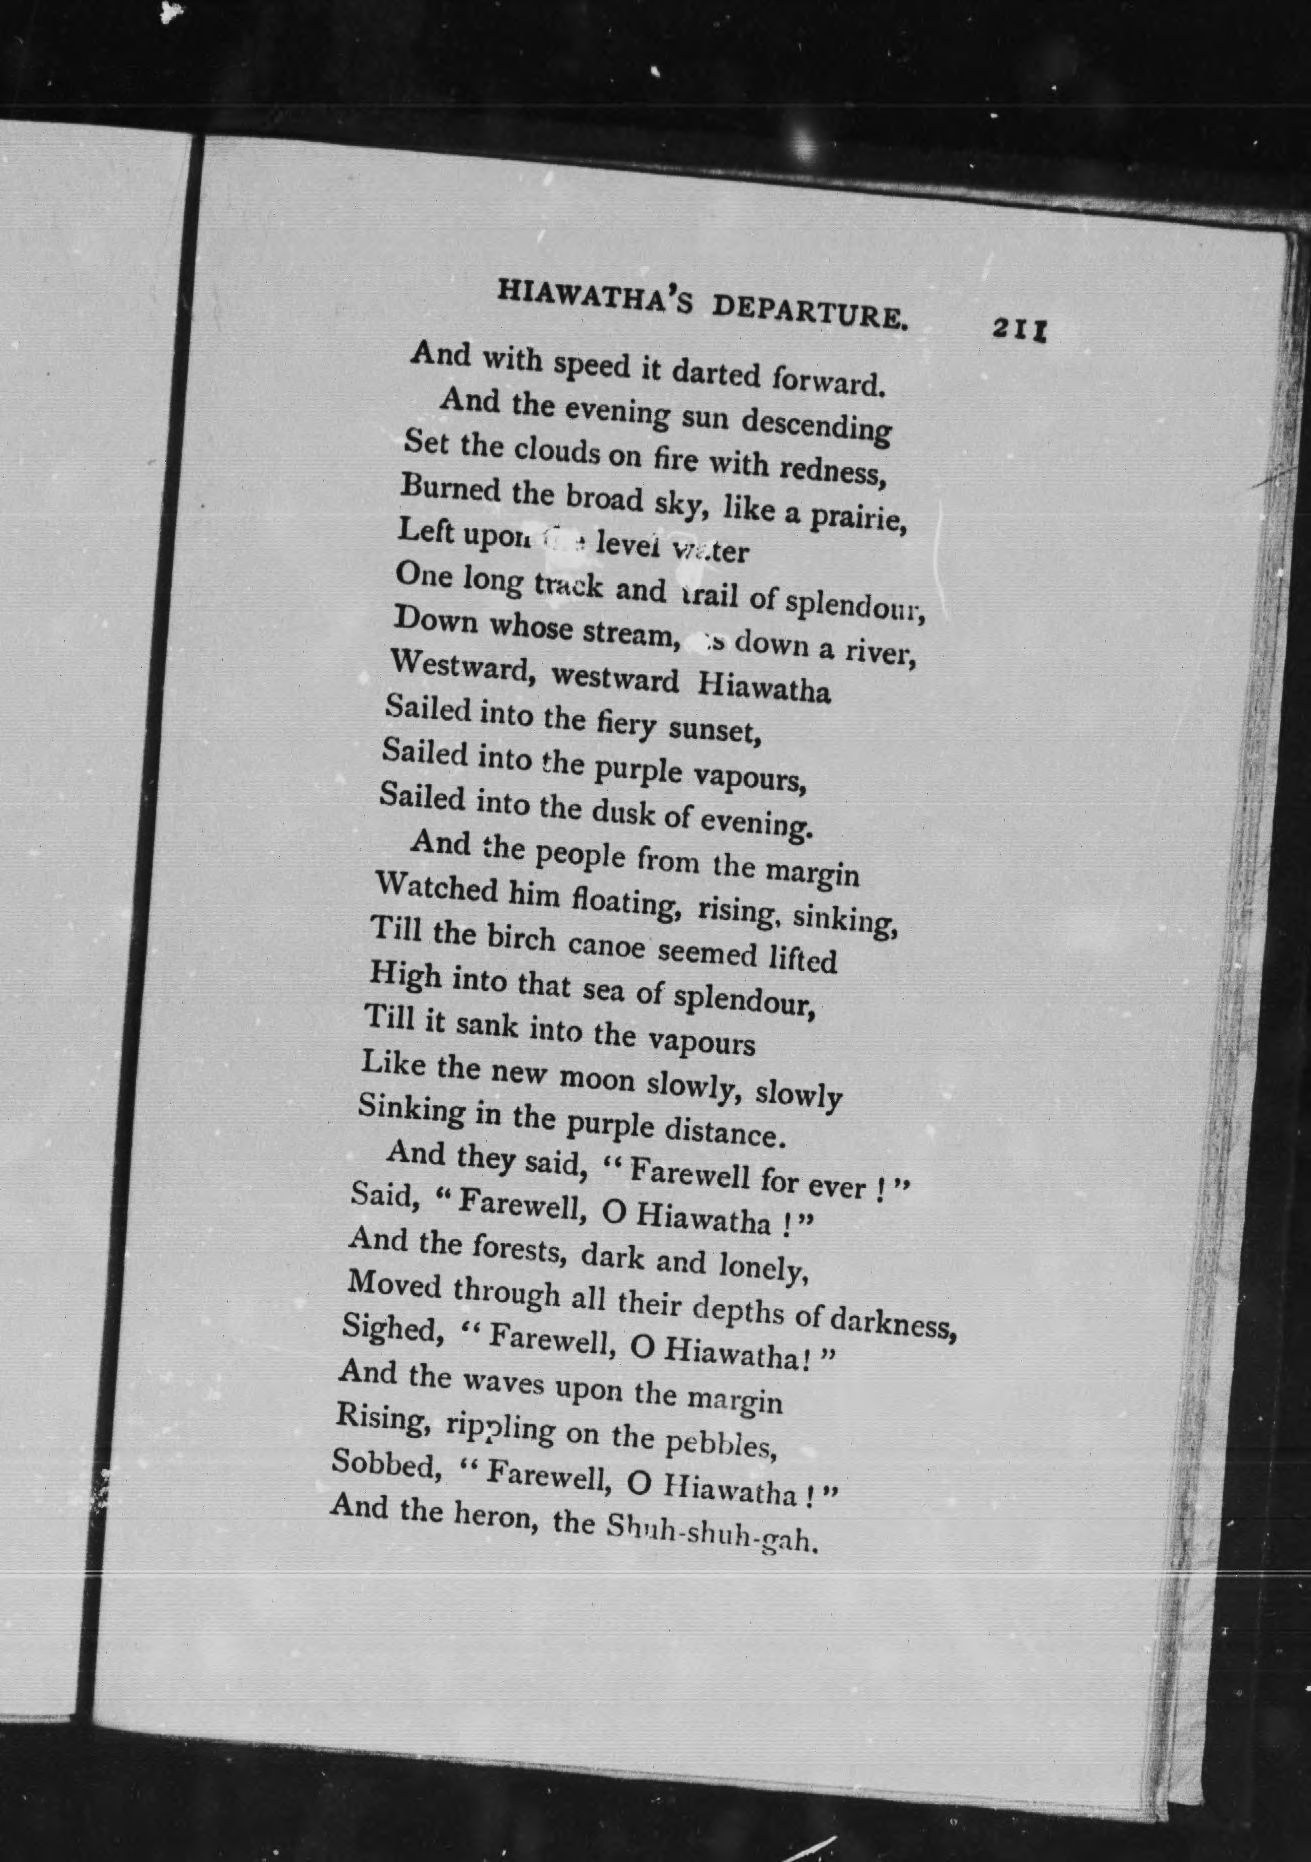 HIAWATHA'S DEPARTURE. 211
And with speed it darted forward.
And the evening sun descending
Set the clouds on fire with redness,
Burned the broad sky, like a prairie,
Left upon the level water
One long track and trail of splendour,
Down whose stream, as down a river,
Westward, westward Hiawatha
Sailed into the fiery sunset,
Sailed into the purple vapours,
Sailed into the dusk of evening.
And the people from the margin
Watched him floating, rising, sinking,
Till the birch canoe seemed lifted
High into that sea of splendour,
Till it sank into the vapours
Like the new moon slowly, slowly
Sinking in the purple distance.
And they said, “Farewell for ever!”
Said, “Farewell, O Hiawatha!”
And the forests, dark and lonely,
Moved through all their depths of darkness,
Sighed, “Farewell, O Hiawatha!”
And the waves upon the margin
Rising, rippling on the pebbles,
Sobbed, “Farewell, O Hiawatha!”
And the heron, the Shuh-shuh-gah.